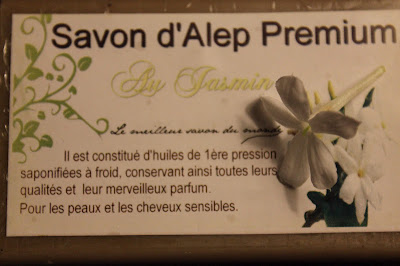 Savon d'Alep Premium
Au Jasmin
Le meilleur savon du monde
Il est constitué d'huiles de 1ère pression
saponifiées à froid, conservant ainsi toutes leurs
qualités et leur merveilleux parfum.
Pour les peaux et les cheveux sensibles.